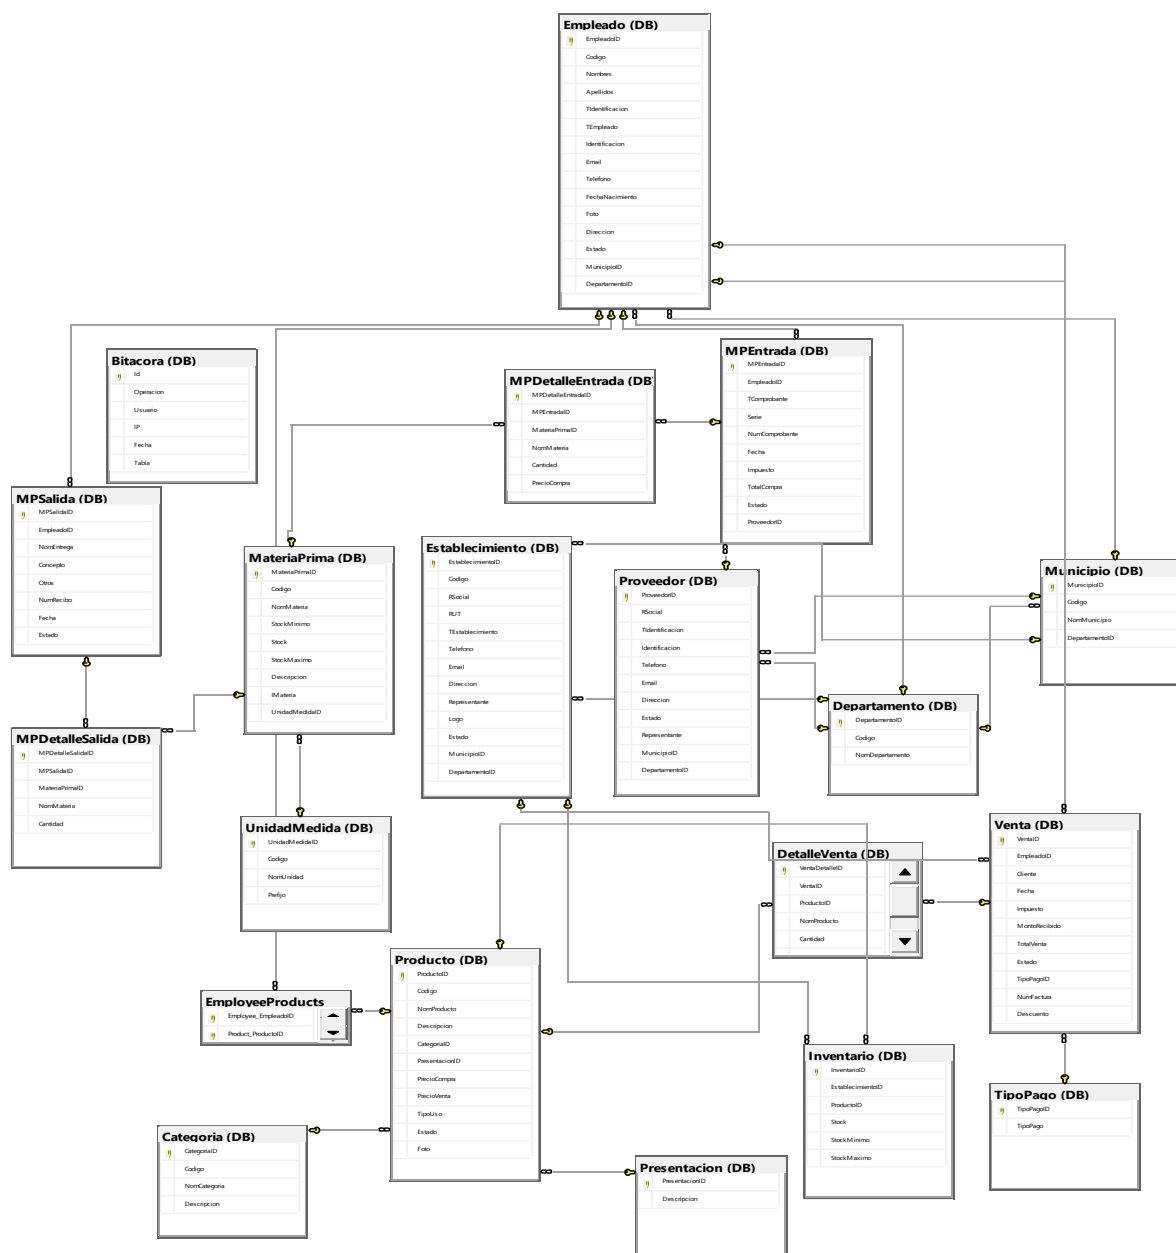 Empleado (DB)
EmpleadoID
Codigo
Nombres
Apellidos
TIdentificacion
TEmpleado
Identificacion
Email
Telefono
FechaNacimiento
Foto
Direccion
Estado
MunicipioID
DepartamentoID
Bitacora (DB)
Id
Operacion
Usuario
IP
Fecha
Tabla
MPDetalleEntrada (DB
MPDetalleEntradaID
MPEntradaID
MateriaPrimaID
NomMateria
Cantidad
PrecioCompra
MPEntrada (DB)
MPEntradaID
EmpleadoID
TComprobante
Serie
NumComprobante
Fecha
Impuesto
TotalCompra
Estado
ProveedorID
MPSalida (DB)
MPSalidaID
EmpleadoID
NomEntrega
Concepto
Otros
NumRecibo
Fecha
Estado
MateriaPrima (DB)
MateriaPrimaID
Codigo
NomMateria
StockMinimo
Stock
StockMaximo
Descripcion
IMateria
UnidadMedidaID
Establecimiento (DB)
EstablecimientoID
Codigo
RSocial
RUT
TEstablecimiento
Telefono
Email
Direccion
Representante
Logo
Estado
MunicipioID
DepartamentoID
Proveedor (DB)
ProveedorID
RSocial
TIdentificacion
Identificacion
Telefono
Email
Direccion
Estado
Representante
MunicipioID
DepartamentoID
Municipio (DB)
MunicipioID
Codigo
NomMunicipio
DepartamentoID
Departamento (DB)
DepartamentoID
Codigo
NomDepartamento
MPDetalleSalida (DB)
MPDetalleSalidaID
MPSalidaID
MateriaPrimaID
NomMateria
Cantidad
UnidadMedida (DB)
UnidadMedidaID
Codigo
NomUnidad
Prefijo
DetalleVenta (DB)
VentaDetalleID
VentaID
ProductoID
NomProducto
Cantidad
Venta (DB)
VentaID
EmpleadoID
Cliente
Fecha
Impuesto
MontoRecibido
TotalVenta
Estado
TipoPagoID
NumFactura
Descuento
EmployeeProducts
Employee_EmpleadoID
Product_ProductoID
Producto (DB)
ProductoID
Codigo
NomProducto
Descripcion
CategoriaID
PresentacionID
PrecioCompra
PrecioVenta
TipoUso
Estado
Foto
Inventario (DB)
InventarioID
EstablecimientoID
ProductoID
Stock
StockMinimo
StockMaximo
TipoPago (DB)
TipoPagoID
TipoPago
Categoria (DB)
CategoriaID
Codigo
NomCategoria
Descripcion
Presentacion (DB)
PresentacionID
Descripcion